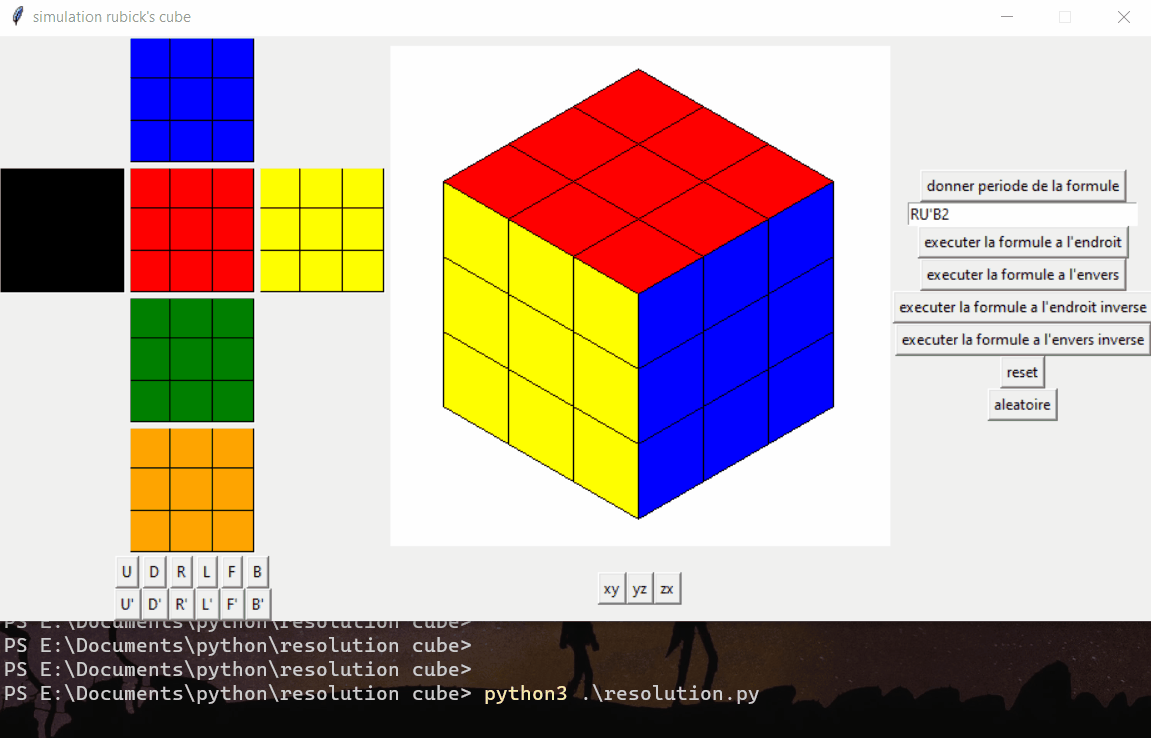 simulation rubick's cube
donner periode de la formule
RU'B2
executer la formule a l'endroit
executer la formule a l'envers
executer la formule a l'endroit inverse
executer la formule a l'envers inverse
reset
aleatoire
U D R L F B
U' D' R' L' F' B'
xy yz zx
PS E:\Documents\python\resolution cube>
PS E:\Documents\python\resolution cube>
PS E:\Documents\python\resolution cube>
PS E:\Documents\python\resolution cube> python3 .\resolution.py